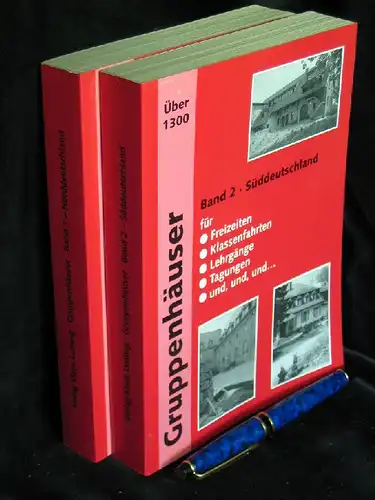 Über
1300
Gruppenhäuser
Band 2 · Süddeutschland
für
● Freizeiten
● Klassenfahrten
● Lehrgänge
● Tagungen
● und, und, und...
Gruppenhäuser Band 2 · Süddeutschland
Gruppenhäuser Band 1 – Norddeutschland